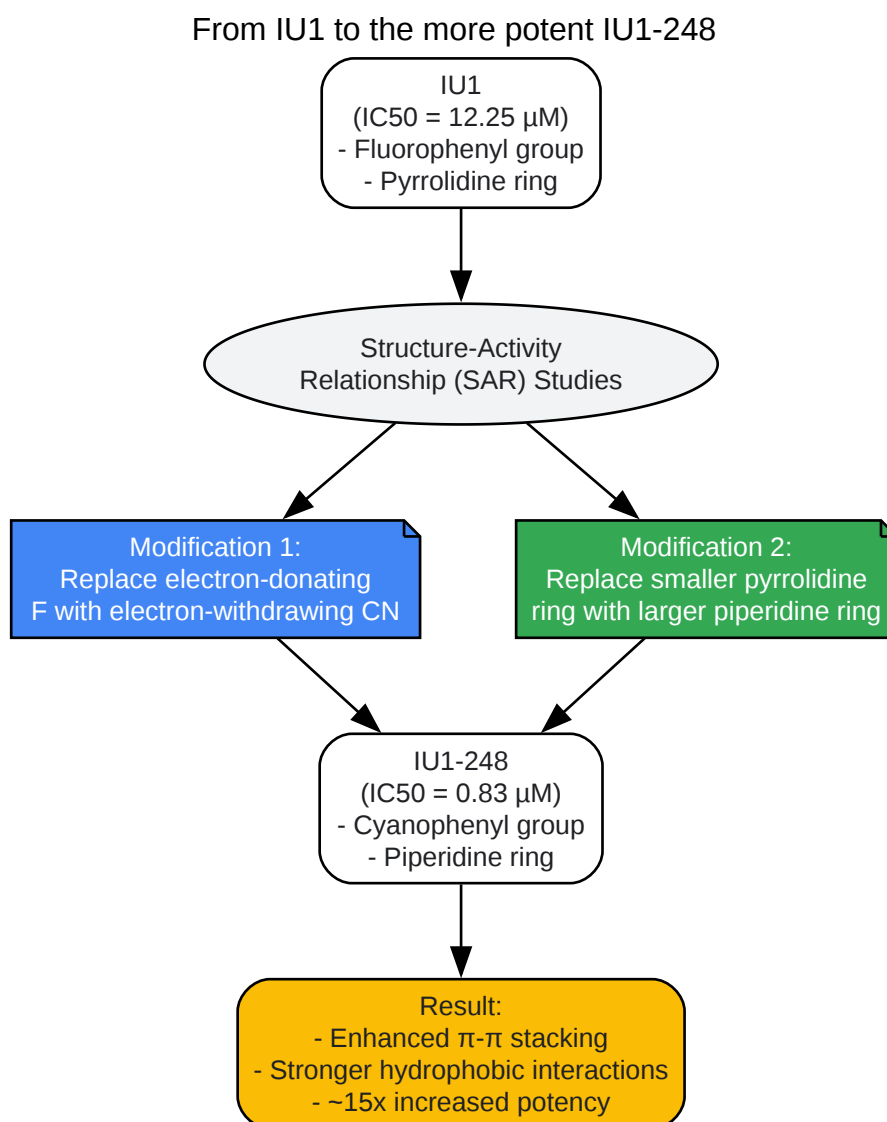 From IU1 to the more potent IU1-248
IU1
(IC50 = 12.25 µM)
- Fluorophenyl group
- Pyrrolidine ring
Structure-Activity
Relationship (SAR) Studies
Modification 1:
Replace electron-donating
F with electron-withdrawing CN
Modification 2:
Replace smaller pyrrolidine
ring with larger piperidine ring
IU1-248
(IC50 = 0.83 µM)
- Cyanophenyl group
- Piperidine ring
Result:
- Enhanced π-π stacking
- Stronger hydrophobic interactions
- ~15x increased potency